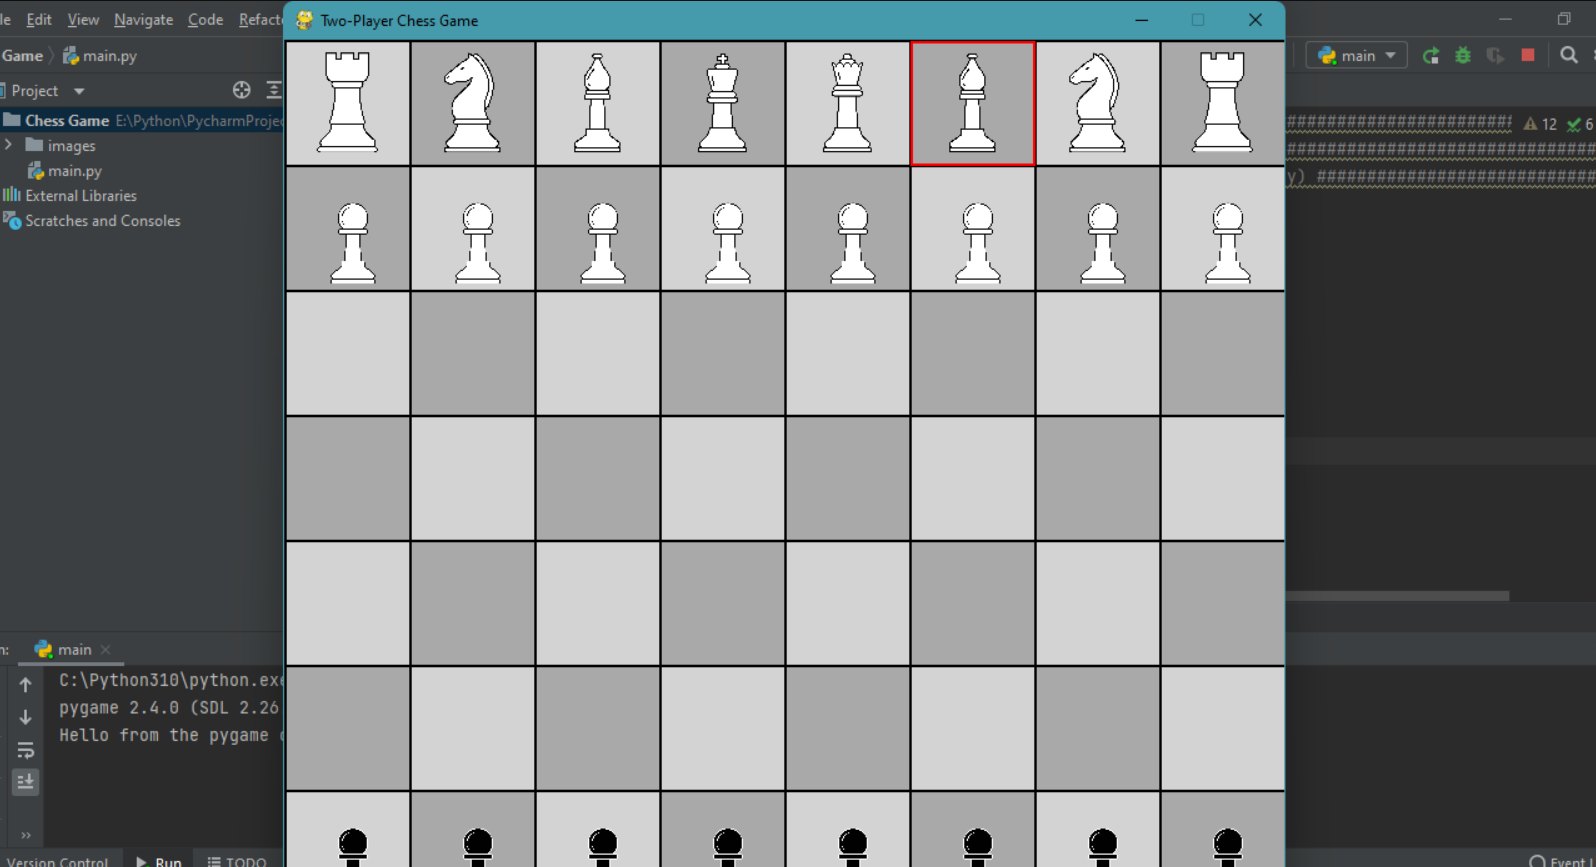 le Edit View Navigate Code Refacto
Two-Player Chess Game
Game main.py
main
Project
Chess Game E:\Python\PycharmProjec
images
main.py
External Libraries
Scratches and Consoles
############################ 12 6
################################
y) ############################
n: main
C:\Python310\python.exe
pygame 2.4.0 (SDL 2.26
Hello from the pygame c
Version Control Run TODO
Event L